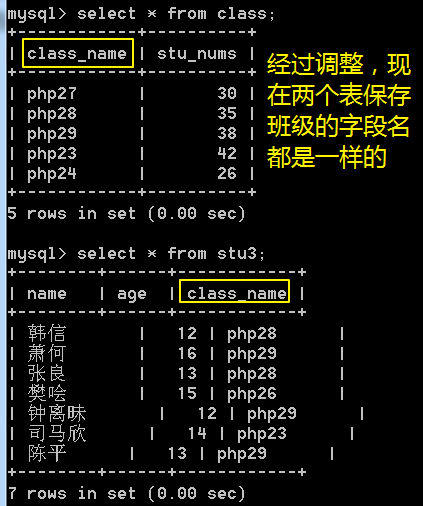 mysql> select * from class;
+------------+----------+
| class_name | stu_nums |
+------------+----------+
| php27      |       30 |
| php28      |       35 |
| php29      |       38 |
| php23      |       42 |
| php24      |       26 |
+------------+----------+
5 rows in set (0.00 sec)
经过调整，现
在两个表保存
班级的字段名
都是一样的
mysql> select * from stu3;
+--------+-----+------------+
| name   | age | class_name |
+--------+-----+------------+
| 韩信      |   12 | php28      |
| 萧何      |   16 | php29      |
| 张良      |   13 | php28      |
| 樊哙      |   15 | php26      |
| 钟离昧      |   12 | php29      |
| 司马欣      |   14 | php23      |
| 陈平      |   13 | php29      |
+--------+-----+------------+
7 rows in set (0.00 sec)